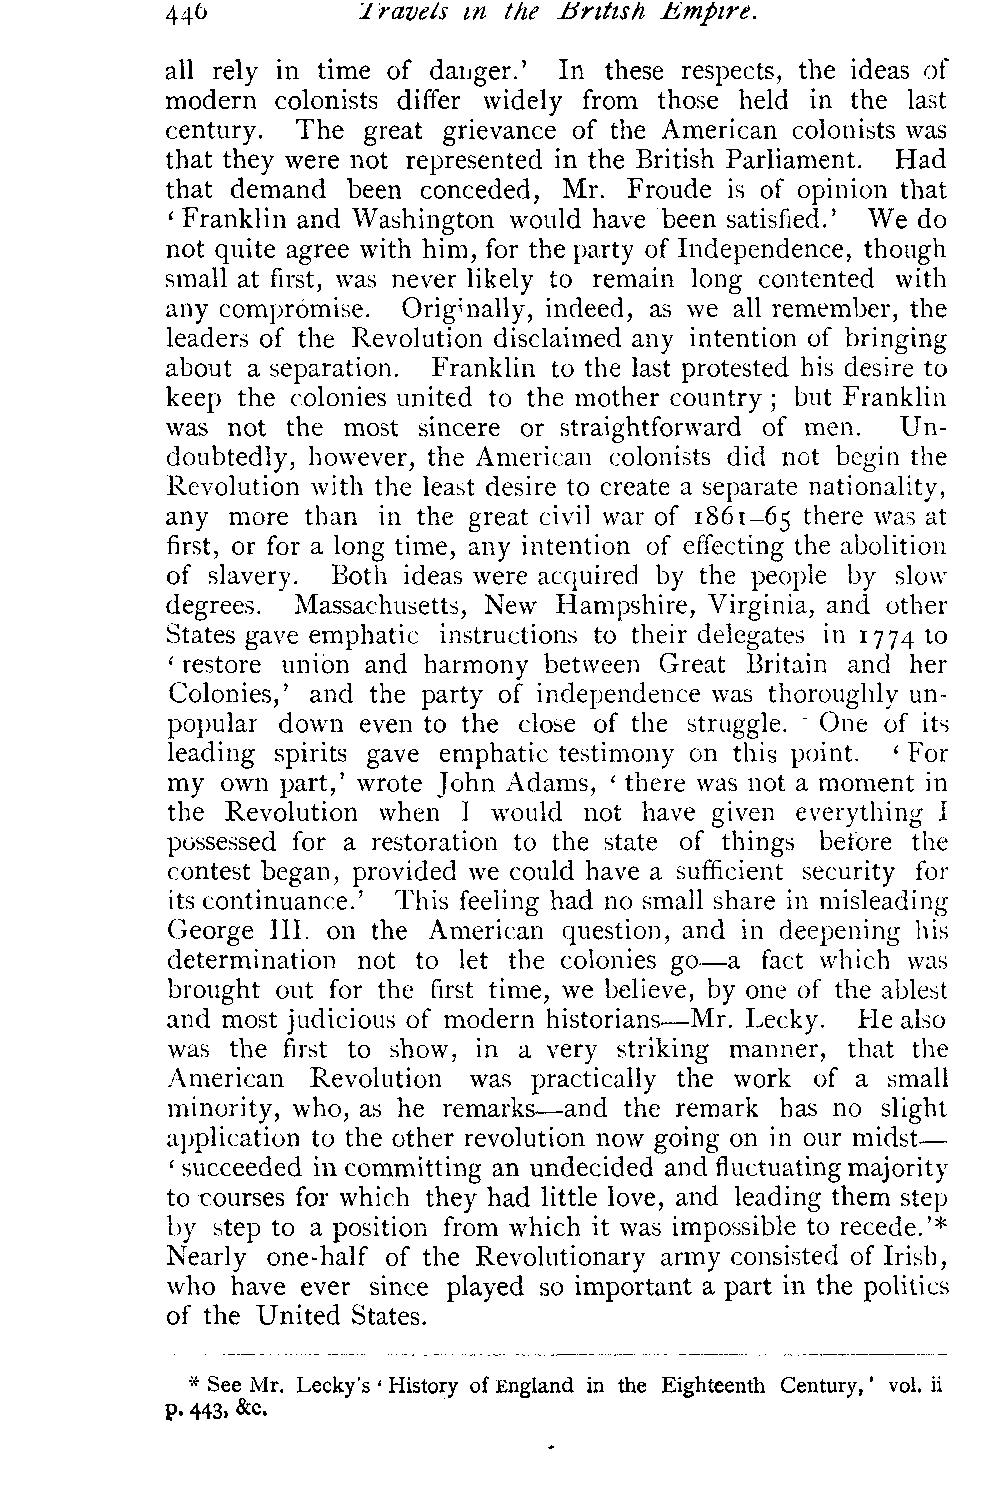 446 Travels in the British Empire.
all rely in time of danger.' In these respects, the ideas of
modern colonists differ widely from those held in the last
century. The great grievance of the American colonists was
that they were not represented in the British Parliament. Had
that demand been conceded, Mr. Froude is of opinion that
‘ Franklin and Washington would have been satisfied.’ We do
not quite agree with him, for the party of Independence, though
small at first, was never likely to remain long contented with
any compromise. Originally, indeed, as we all remember, the
leaders of the Revolution disclaimed any intention of bringing
about a separation. Franklin to the last protested his desire to
keep the colonies united to the mother country ; but Franklin
was not the most sincere or straightforward of men. Un-
doubtedly, however, the American colonists did not begin the
Revolution with the least desire to create a separate nationality,
any more than in the great civil war of 1861–65 there was at
first, or for a long time, any intention of effecting the abolition
of slavery. Both ideas were acquired by the people by slow
degrees. Massachusetts, New Hampshire, Virginia, and other
States gave emphatic instructions to their delegates in 1774 to
‘ restore union and harmony between Great Britain and her
Colonies,’ and the party of independence was thoroughly un-
popular down even to the close of the struggle. One of its
leading spirits gave emphatic testimony on this point. ‘ For
my own part,’ wrote John Adams, ‘ there was not a moment in
the Revolution when I would not have given everything I
possessed for a restoration to the state of things before the
contest began, provided we could have a sufficient security for
its continuance.’ This feeling had no small share in misleading
George III. on the American question, and in deepening his
determination not to let the colonies go—a fact which was
brought out for the first time, we believe, by one of the ablest
and most judicious of modern historians—Mr. Lecky. He also
was the first to show, in a very striking manner, that the
American Revolution was practically the work of a small
minority, who, as he remarks—and the remark has no slight
application to the other revolution now going on in our midst—
‘ succeeded in committing an undecided and fluctuating majority
to courses for which they had little love, and leading them step
by step to a position from which it was impossible to recede.’*
Nearly one-half of the Revolutionary army consisted of Irish,
who have ever since played so important a part in the politics
of the United States.
* See Mr. Lecky's ‘ History of England in the Eighteenth Century,’ vol. ii
p. 443, &c.